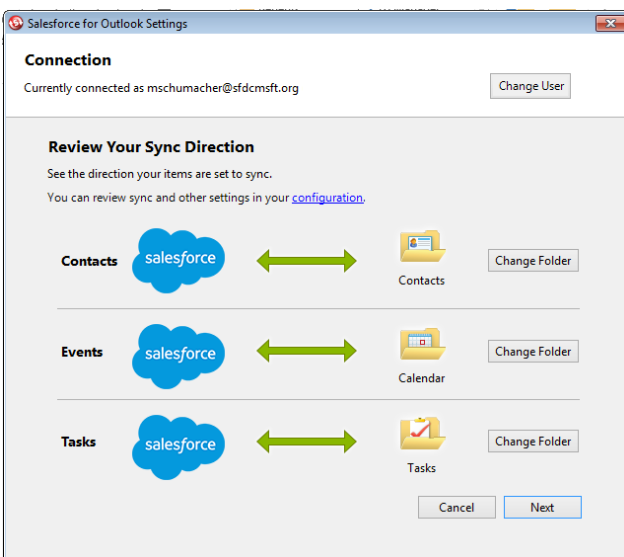 Salesforce for Outlook Settings
Connection
Currently connected as mschumacher@sfdcmsft.org
Change User
Review Your Sync Direction
See the direction your items are set to sync.
You can review sync and other settings in your configuration.
Contacts
salesforce
Contacts
Change Folder
Events
salesforce
Calendar
Change Folder
Tasks
salesforce
Tasks
Change Folder
Cancel
Next